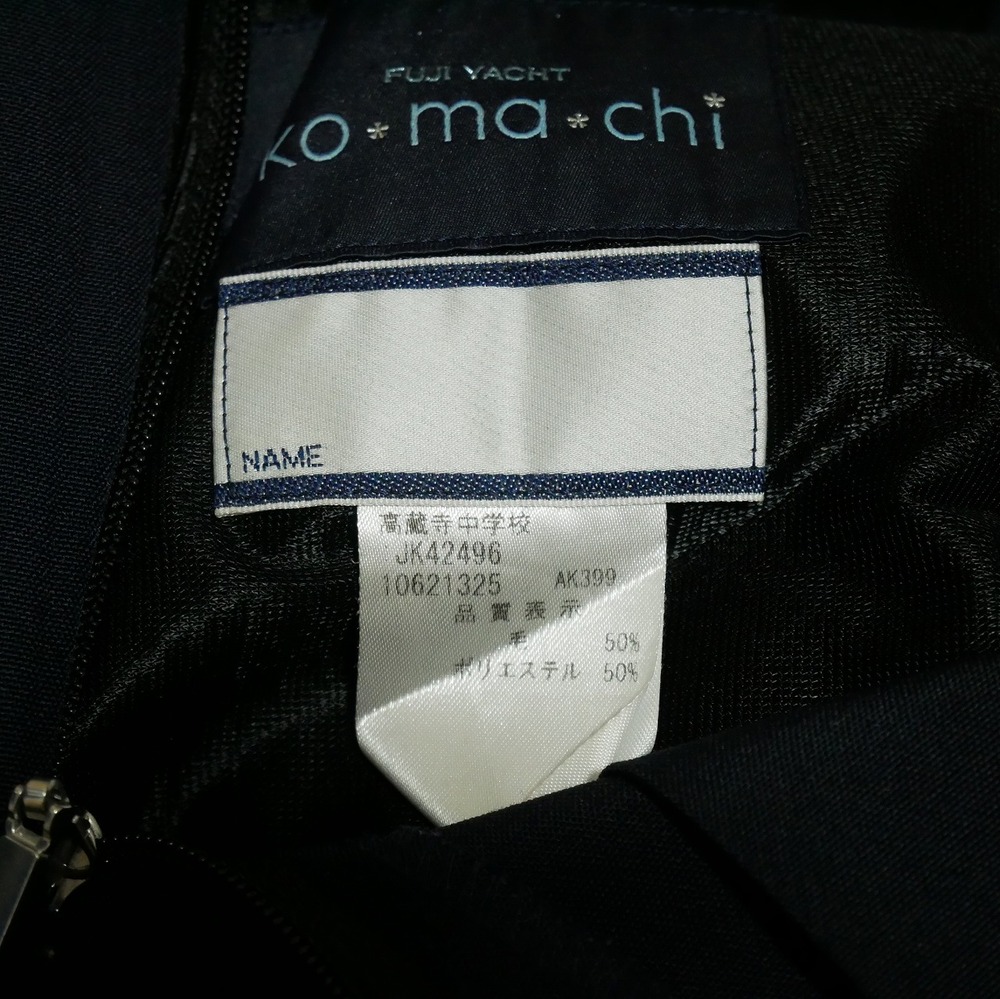 FUJI YACHT
ko*ma*chi*
NAME
高蔵寺中学校
JK42496
10621325 AK399
品質表示
毛 50%
ポリエステル 50%